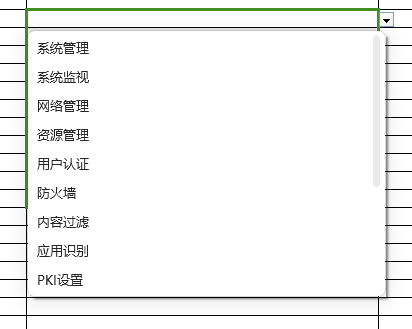 系统管理
系统监视
网络管理
资源管理
用户认证
防火墙
内容过滤
应用识别
PKI设置